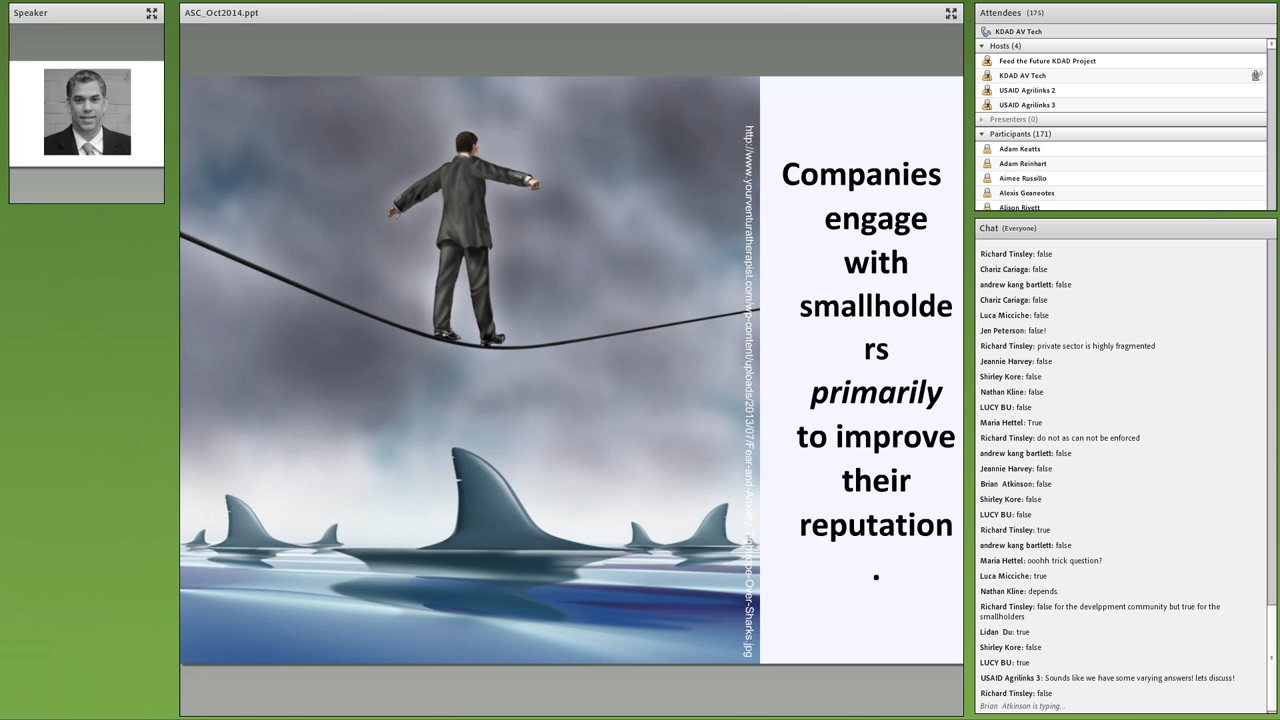 Speaker
ASC_Oct2014.ppt
Companies
engage
with
smallholde
rs
primarily
to improve
their
reputation
.
Attendees (175)
KDAD AV Tech
Hosts (4)
Feed the Future KDAD Project
KDAD AV Tech
USAID Agrilinks 2
USAID Agrilinks 3
Presenters (0)
Participants (171)
Adam Keatts
Adam Reinhart
Aimee Russillo
Alexis Geaneotes
Alison Rivett
Chat (Everyone)
Richard Tinsley: false
Chariz Cariaga: false
andrew kang bartlett: false
Chariz Cariaga: false
Luca Micciche: false
Jen Peterson: false!
Richard Tinsley: private sector is highly fragmented
Jeannie Harvey: false
Shirley Kore: false
Nathan Kline: false
LUCY BU: false
Maria Hettel: True
Richard Tinsley: do not as can not be enforced
andrew kang bartlett: false
Jeannie Harvey: false
Brian Atkinson: false
Shirley Kore: false
LUCY BU: false
Richard Tinsley: true
andrew kang bartlett: false
Maria Hettel: ooohh trick question?
Luca Micciche: true
Nathan Kline: depends.
Richard Tinsley: false for the develppment community but true for the
smallholders
Lidan Du: true
Shirley Kore: false
LUCY BU: true
USAID Agrilinks 3: Sounds like we have some varying answers! lets discuss!
Richard Tinsley: false
Brian Atkinson is typing...